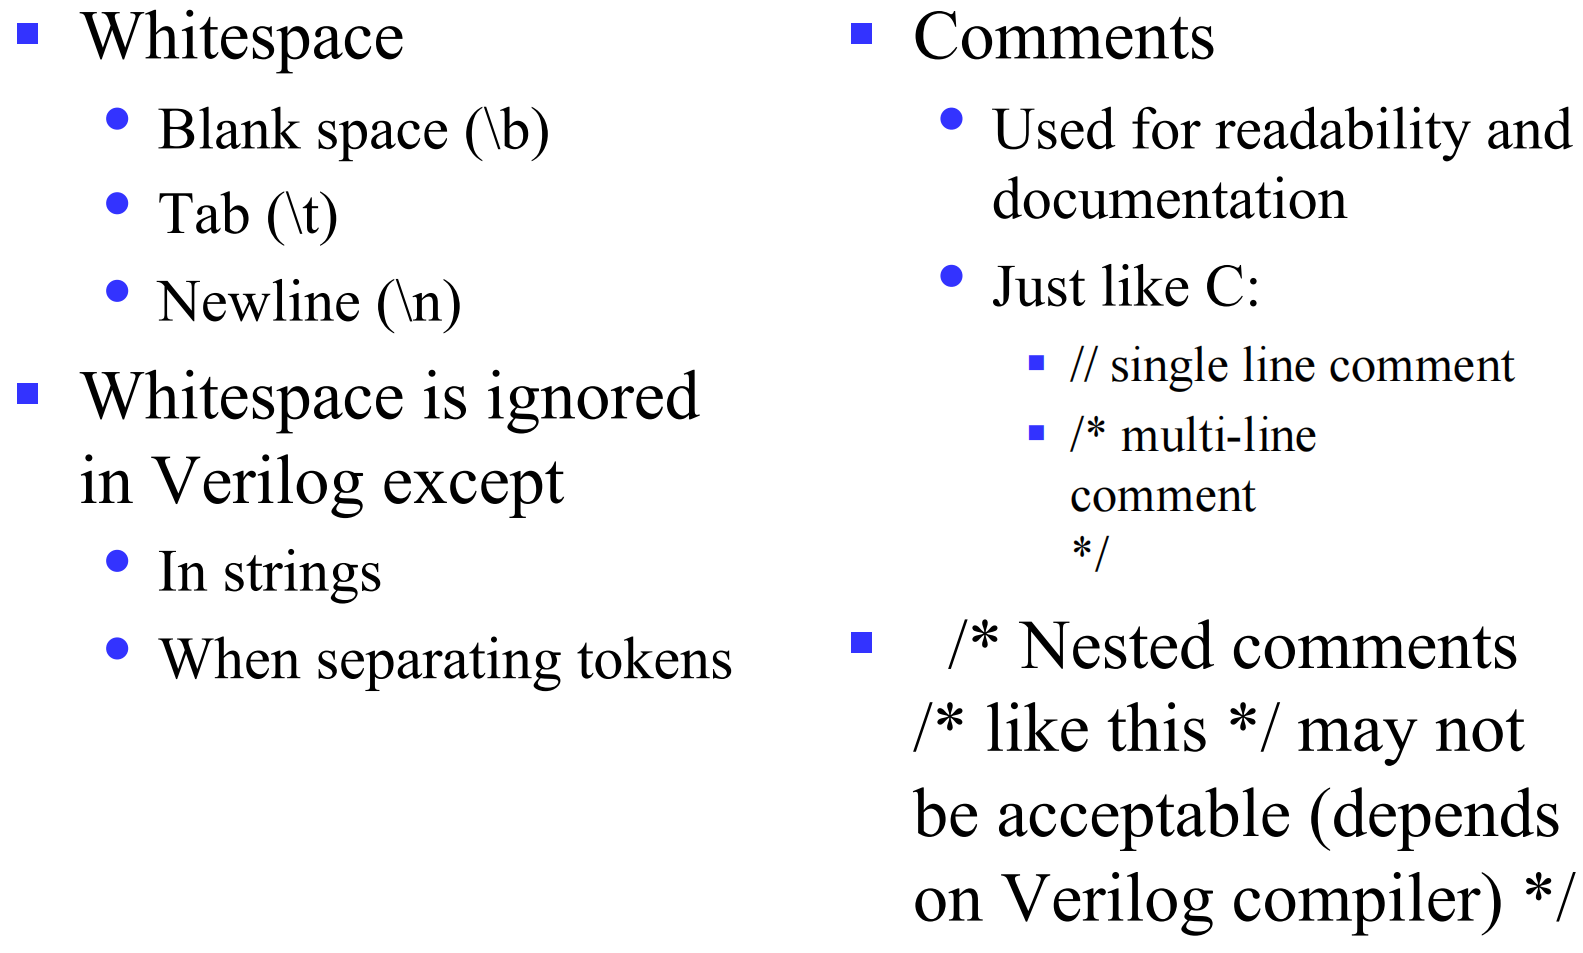 Whitespace
Blank space (\b)
Tab (\t)
Newline (\n)
Whitespace is ignored
in Verilog except
In strings
When separating tokens
Comments
Used for readability and
documentation
Just like C:
// single line comment
/* multi-line
comment
*/
/* Nested comments
/* like this */ may not
be acceptable (depends
on Verilog compiler) */